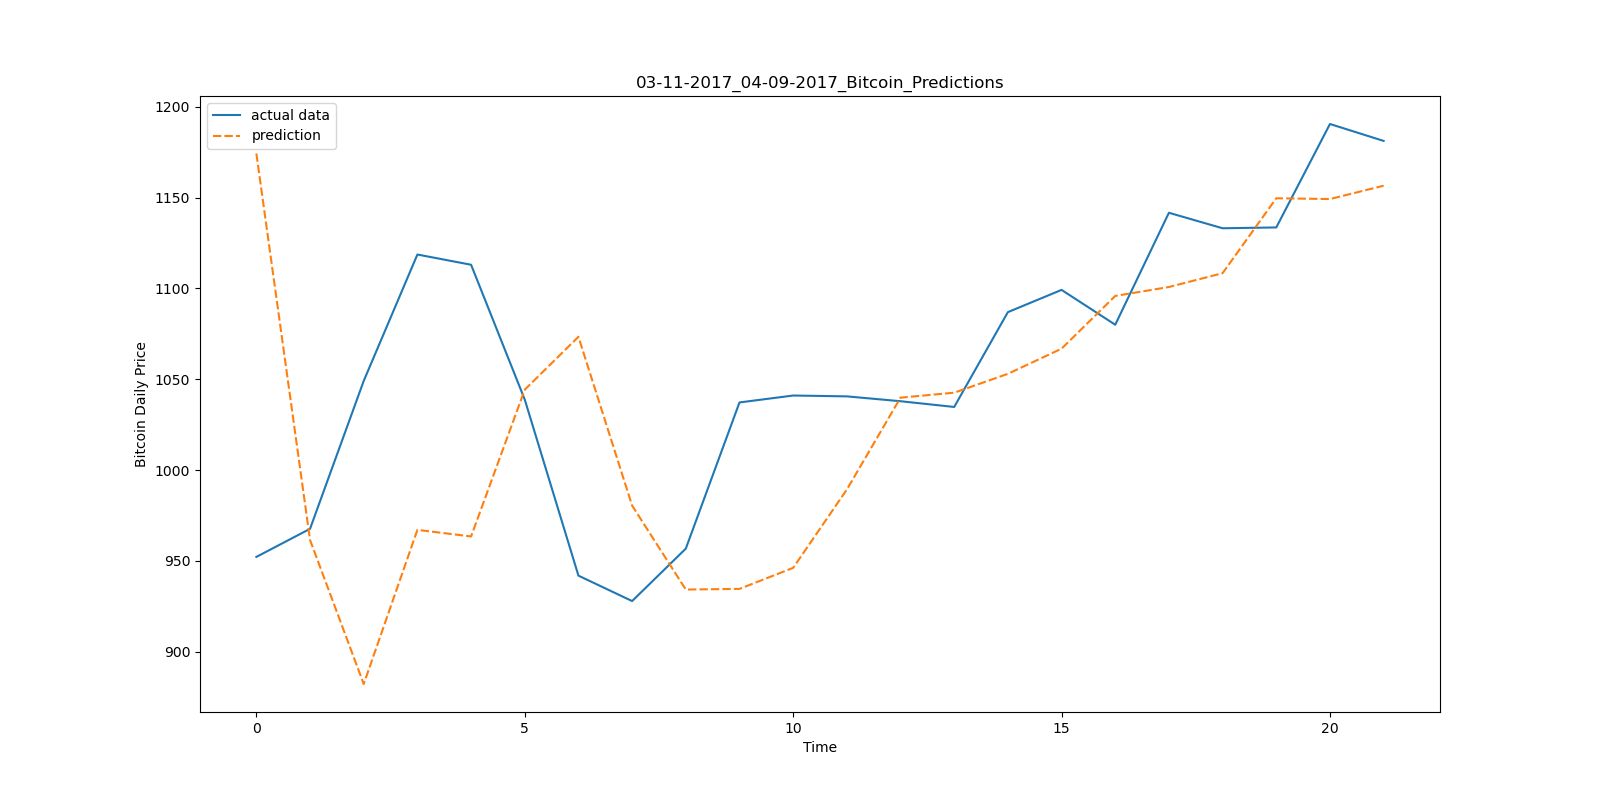 03-11-2017_04-09-2017_Bitcoin_Predictions
actual data
prediction
Bitcoin Daily Price
1200
1150
1100
1050
1000
950
900
0 5 10 15 20
Time